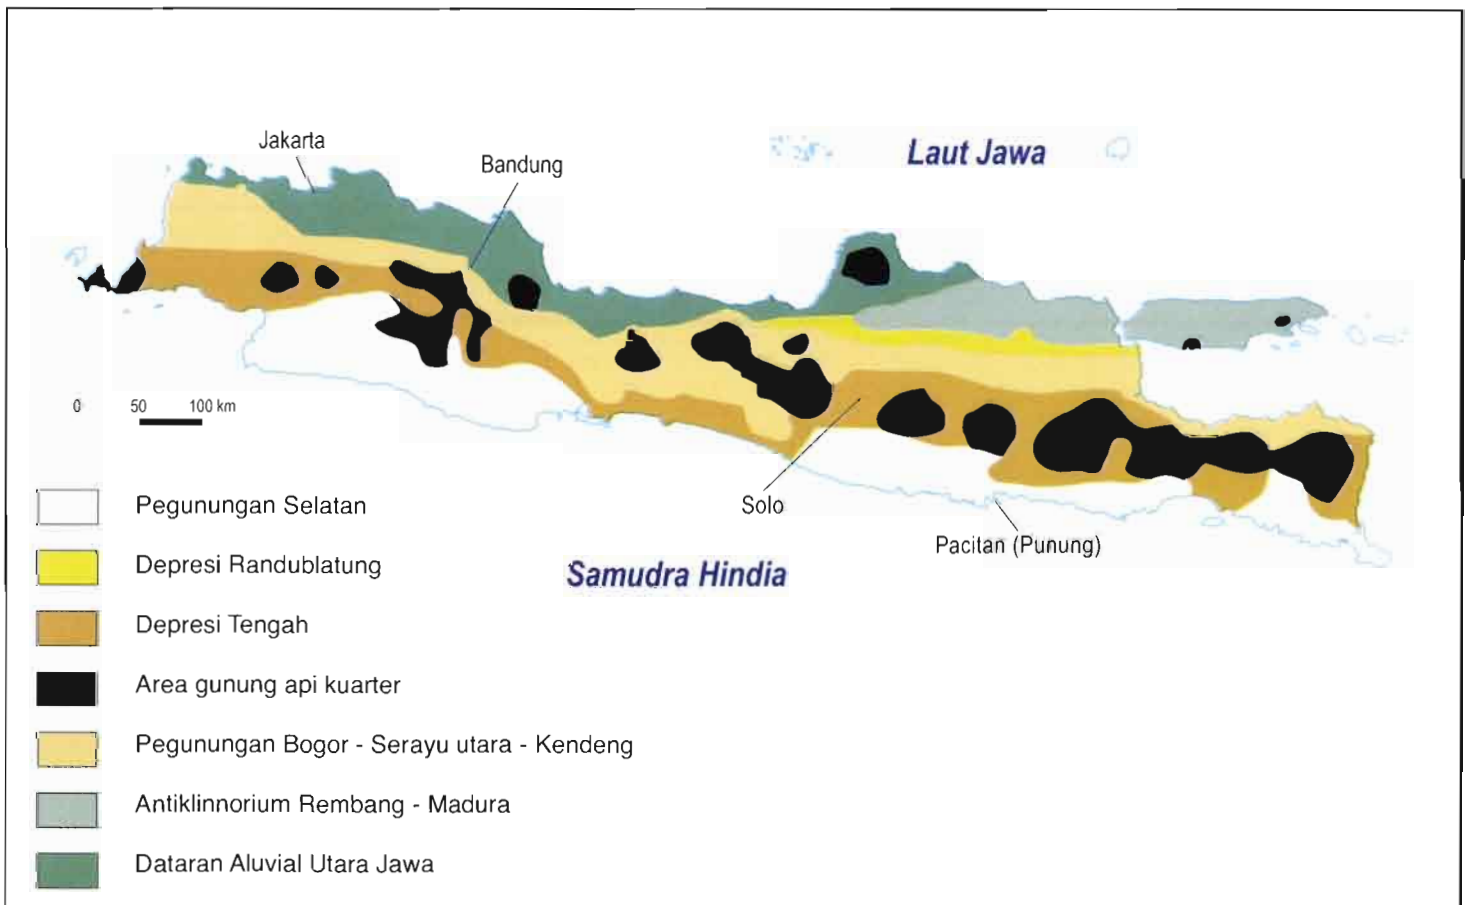 Jakarta
Bandung
Laut Jawa
0 50 100 km
Solo
Pacitan (Punung)
Samudra Hindia
Pegunungan Selatan
Depresi Randublatung
Depresi Tengah
Area gunung api kuarter
Pegunungan Bogor - Serayu utara - Kendeng
Antiklinnorium Rembang - Madura
Dataran Aluvial Utara Jawa